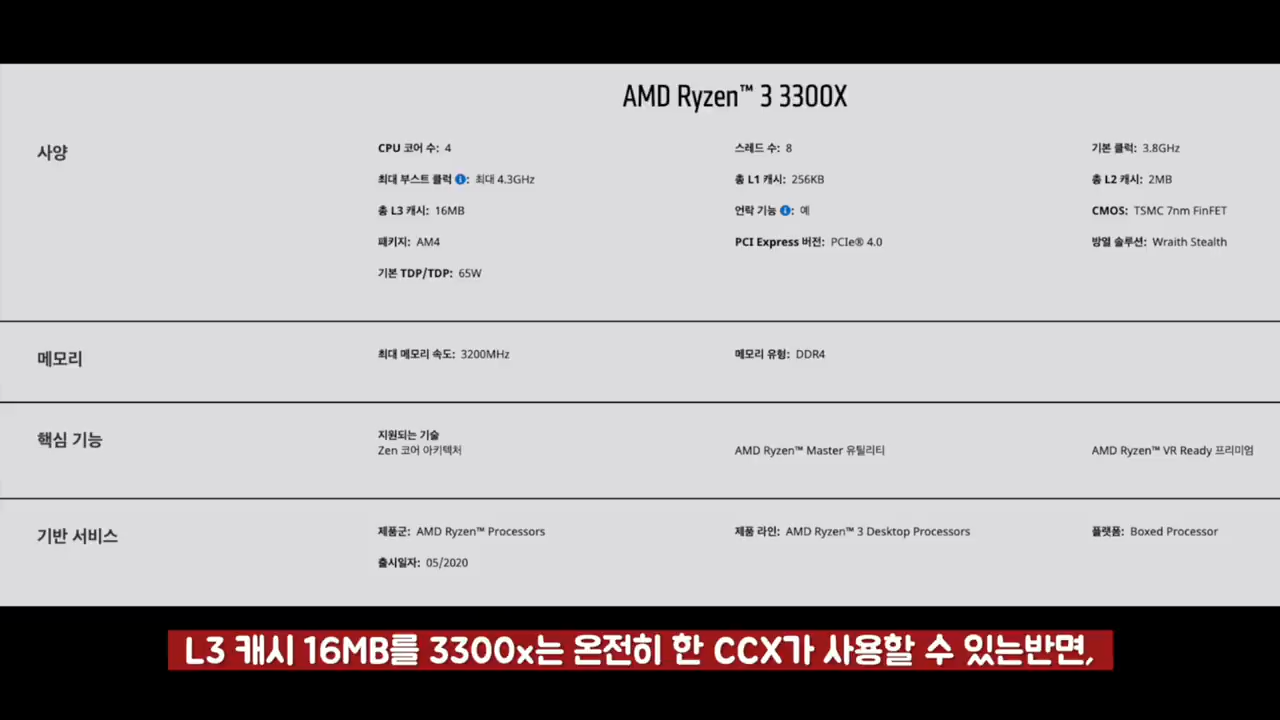 AMD Ryzen™ 3 3300X
사양
CPU 코어 수: 4
스레드 수: 8
기본 클럭: 3.8GHz
최대 부스트 클럭 i: 최대 4.3GHz
총 L1 캐시: 256KB
총 L2 캐시: 2MB
총 L3 캐시: 16MB
언락 기능 i: 예
CMOS: TSMC 7nm FinFET
패키지: AM4
PCI Express 버전: PCIe® 4.0
방열 솔루션: Wraith Stealth
기본 TDP/TDP: 65W
메모리
최대 메모리 속도: 3200MHz
메모리 유형: DDR4
핵심 기능
지원되는 기술
Zen 코어 아키텍처
AMD Ryzen™ Master 유틸리티
AMD Ryzen™ VR Ready 프리미엄
기반 서비스
제품군: AMD Ryzen™ Processors
제품 라인: AMD Ryzen™ 3 Desktop Processors
플랫폼: Boxed Processor
출시일자: 05/2020
L3 캐시 16MB를 3300x는 온전히 한 CCX가 사용할 수 있는반면,